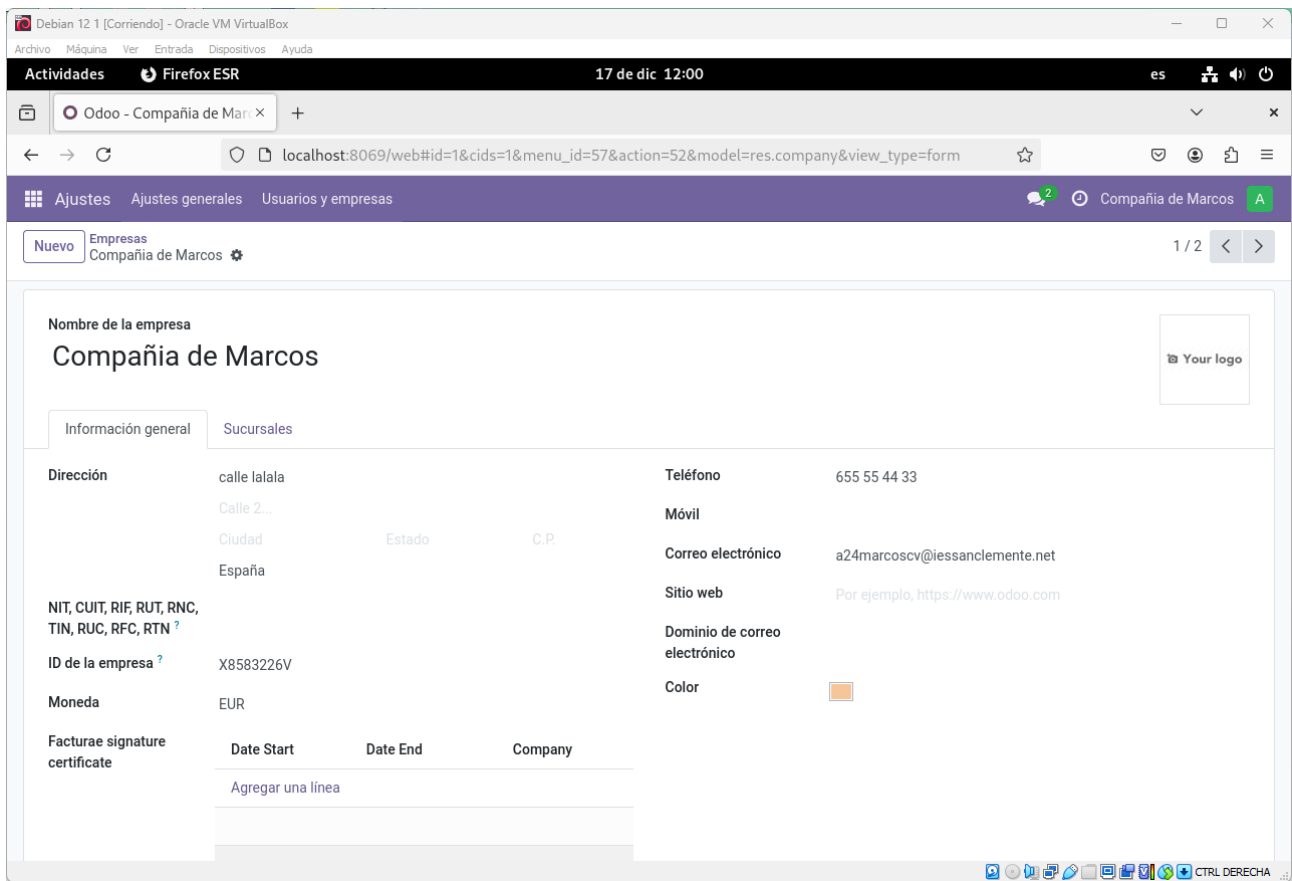 Debian 12 1 [Corriendo] - Oracle VM VirtualBox
Archivo Máquina Ver Entrada Dispositivos Ayuda
Actividades Firefox ESR 17 de dic 12:00 es
Odoo - Compañia de Marc
localhost:8069/web#id=1&cids=1&menu_id=57&action=52&model=res.company&view_type=form
Ajustes Ajustes generales Usuarios y empresas 2 Compañia de Marcos A
Nuevo Empresas
Compañia de Marcos 1 / 2
Nombre de la empresa
Compañia de Marcos
Your logo
Información general Sucursales
Dirección calle lalala
Calle 2...
Ciudad Estado C.P.
España
NIT, CUIT, RIF, RUT, RNC,
TIN, RUC, RFC, RTN ?
ID de la empresa ? X8583226V
Moneda EUR
Facturae signature
certificate
Date Start Date End Company
Agregar una línea
Teléfono 655 55 44 33
Móvil
Correo electrónico a24marcoscv@iessanclemente.net
Sitio web Por ejemplo, https://www.odoo.com
Dominio de correo
electrónico
Color
CTRL DERECHA